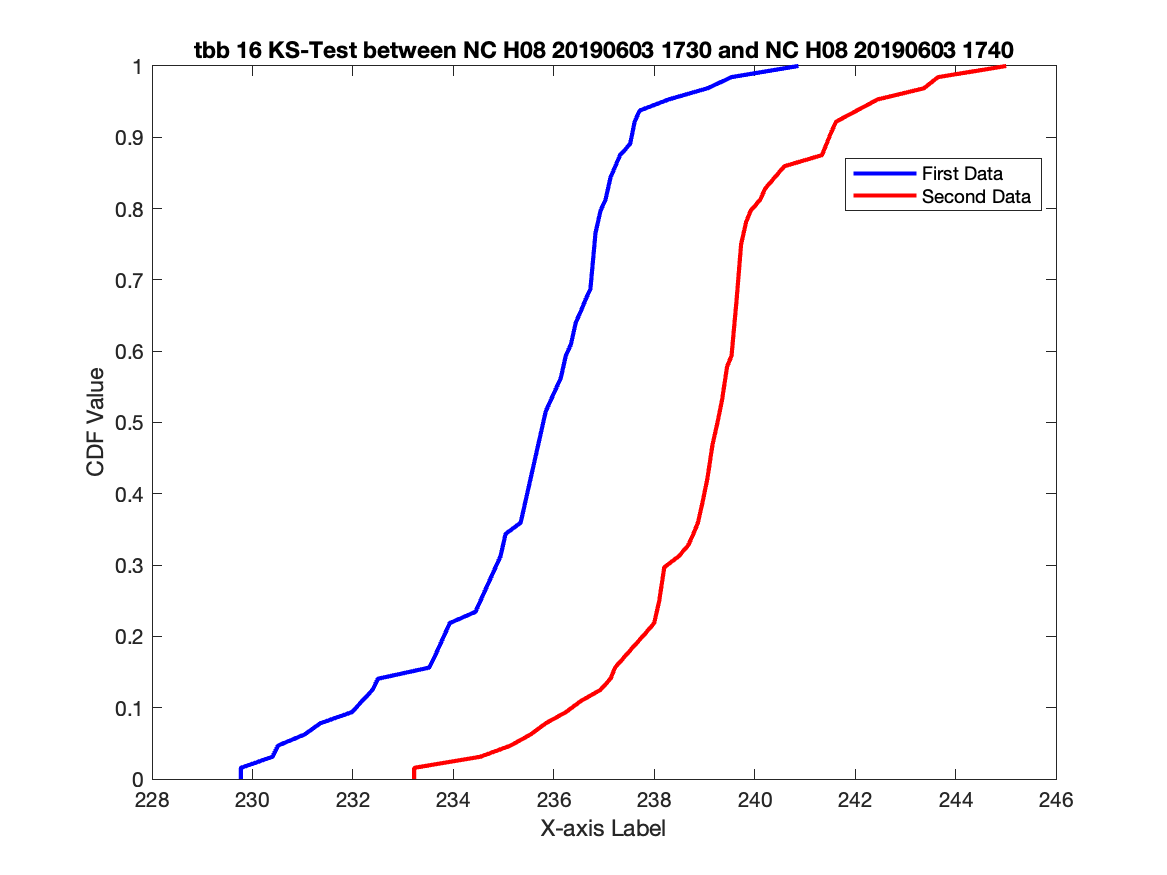 tbb 16 KS-Test between NC H08 20190603 1730 and NC H08 20190603 1740
1
0.9
0.8
0.7
0.6
0.5
0.4
0.3
0.2
0.1
0
CDF Value
First Data
Second Data
228 230 232 234 236 238 240 242 244 246
X-axis Label